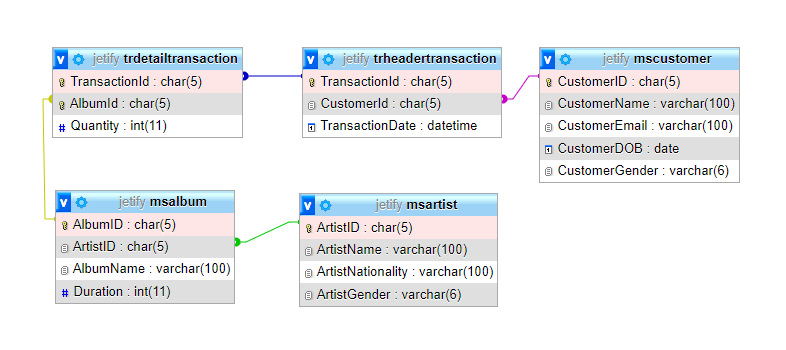 v jetify trdetailtransaction
TransactionId : char(5)
AlbumId : char(5)
# Quantity : int(11)
v jetify trheadertransaction
TransactionId : char(5)
CustomerId : char(5)
TransactionDate : datetime
v jetify mscustomer
CustomerID : char(5)
CustomerName : varchar(100)
CustomerEmail : varchar(100)
CustomerDOB : date
CustomerGender : varchar(6)
v jetify msalbum
AlbumID : char(5)
ArtistID : char(5)
AlbumName : varchar(100)
# Duration : int(11)
v jetify msartist
ArtistID : char(5)
ArtistName : varchar(100)
ArtistNationality : varchar(100)
ArtistGender : varchar(6)